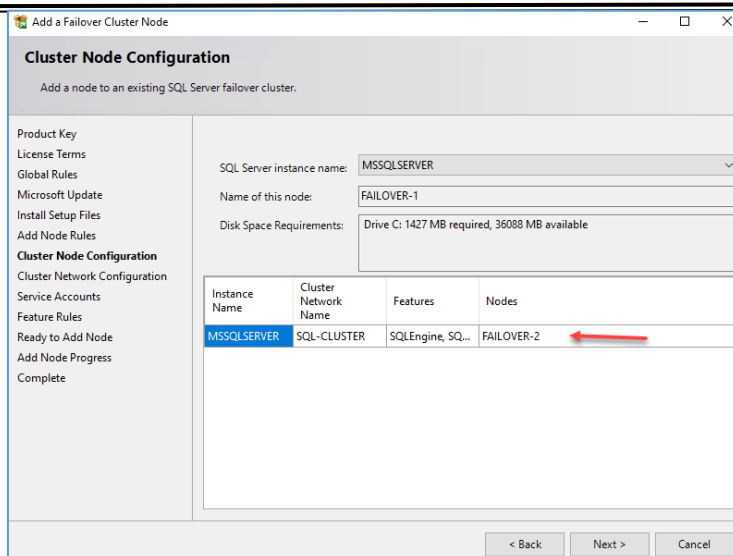 Add a Failover Cluster Node
Cluster Node Configuration
Add a node to an existing SQL Server failover cluster.
Product Key
License Terms
Global Rules
Microsoft Update
Install Setup Files
Add Node Rules
Cluster Node Configuration
Cluster Network Configuration
Service Accounts
Feature Rules
Ready to Add Node
Add Node Progress
Complete
SQL Server instance name: MSSQLSERVER
Name of this node: FAILOVER-1
Disk Space Requirements: Drive C: 1427 MB required, 36088 MB available
Instance Name Cluster Network Name Features Nodes
MSSQLSERVER SQL-CLUSTER SQLEngine, SQ... FAILOVER-2
< Back Next > Cancel